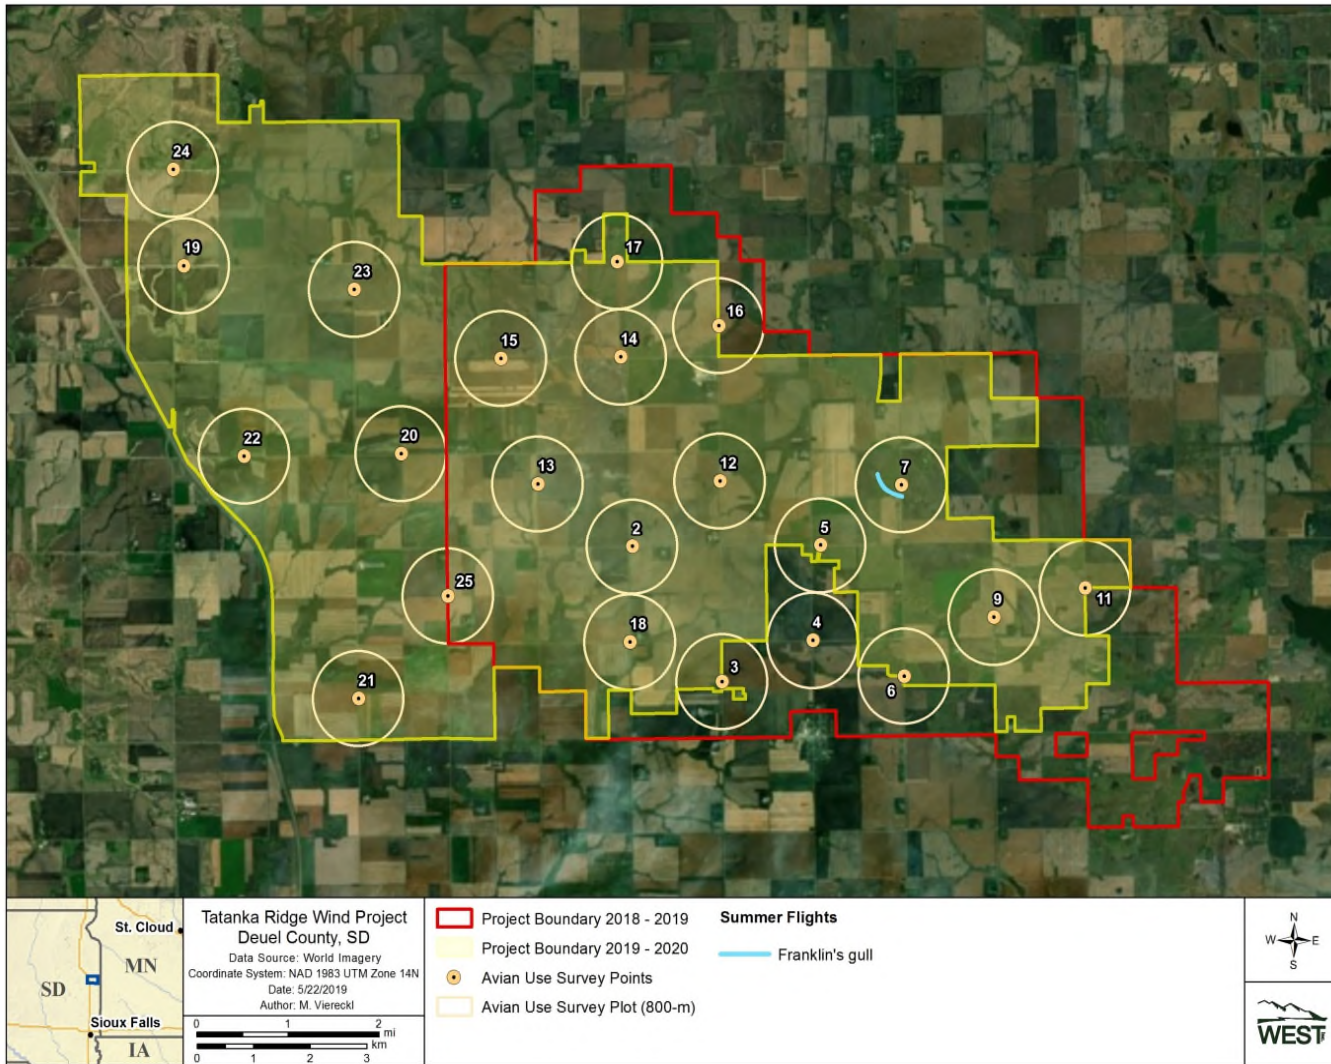 24
19
23
17
16
15
14
22
20
13
12
7
2
5
25
9
11
18
4
3
6
21
St. Cloud
MN
SD
Sioux Falls
IA
Tatanka Ridge Wind Project
Deuel County, SD
Data Source: World Imagery
Coordinate System: NAD 1983 UTM Zone 14N
Date: 5/22/2019
Author: M. Viereckl
0 1 2
mi
km
0 1 2 3
Project Boundary 2018 - 2019
Project Boundary 2019 - 2020
Avian Use Survey Points
Avian Use Survey Plot (800-m)
Summer Flights
Franklin's gull
N
W E
S
WEST